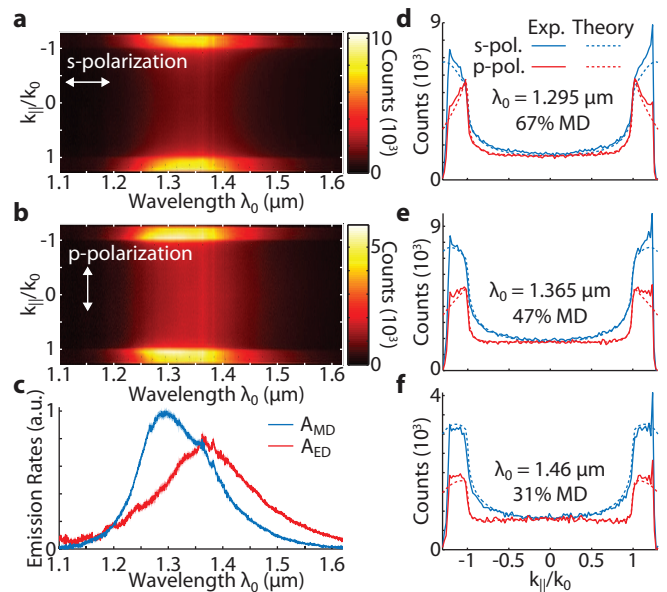 a
s-polarization
k||/k0
-1
0
1
1.1 1.2 1.3 1.4 1.5 1.6
Wavelength λ0 (μm)
10
0
Counts (10³)
b
p-polarization
k||/k0
-1
0
1
1.1 1.2 1.3 1.4 1.5 1.6
Wavelength λ0 (μm)
5
0
Counts (10³)
c
AMD
AED
Emission Rates (a.u.)
1
0
1.1 1.2 1.3 1.4 1.5 1.6
Wavelength λ0 (μm)
d
Exp. Theory
s-pol.
p-pol.
λ0 = 1.295 μm
67% MD
Counts (10³)
9
0
e
λ0 = 1.365 μm
47% MD
Counts (10³)
9
0
f
λ0 = 1.46 μm
31% MD
Counts (10³)
4
0
-1 -0.5 0 0.5 1
k||/k0